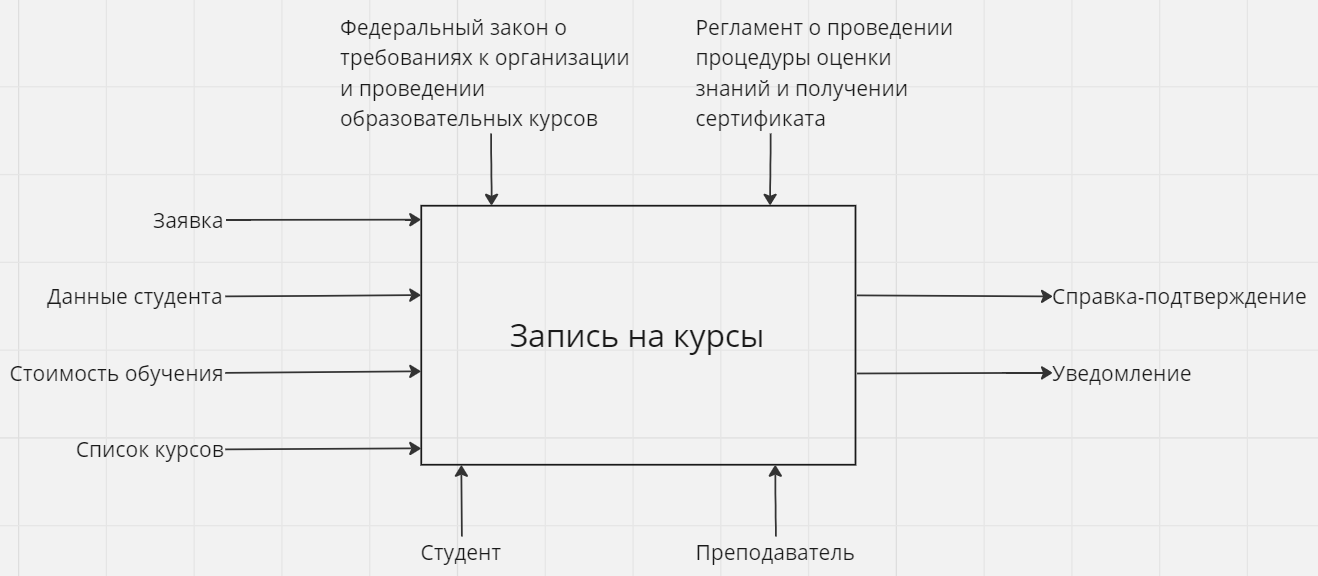 Федеральный закон о
требованиях к организации
и проведении
образовательных курсов
Регламент о проведении
процедуры оценки
знаний и получении
сертификата
Заявка
Данные студента
Стоимость обучения
Список курсов
Запись на курсы
Справка-подтверждение
Уведомление
Студент
Преподаватель